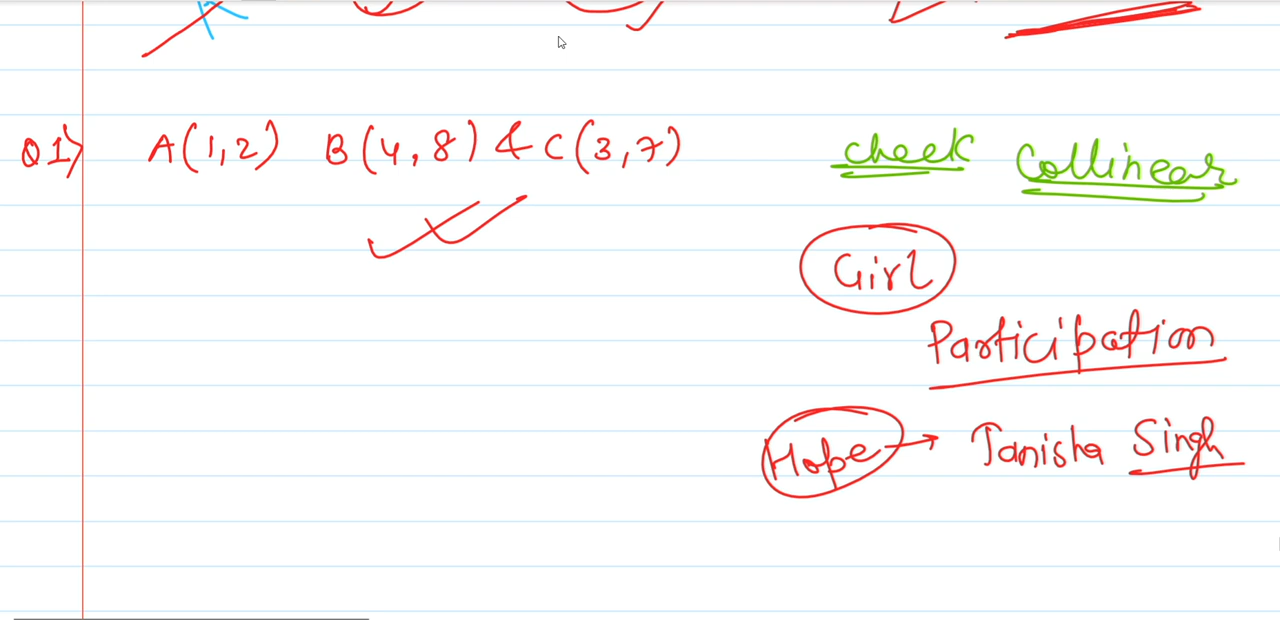 Q1) A(1,2) B(4,8) & C(3,7) check Collinear
Girl
Participation
Hope → Tanisha Singh